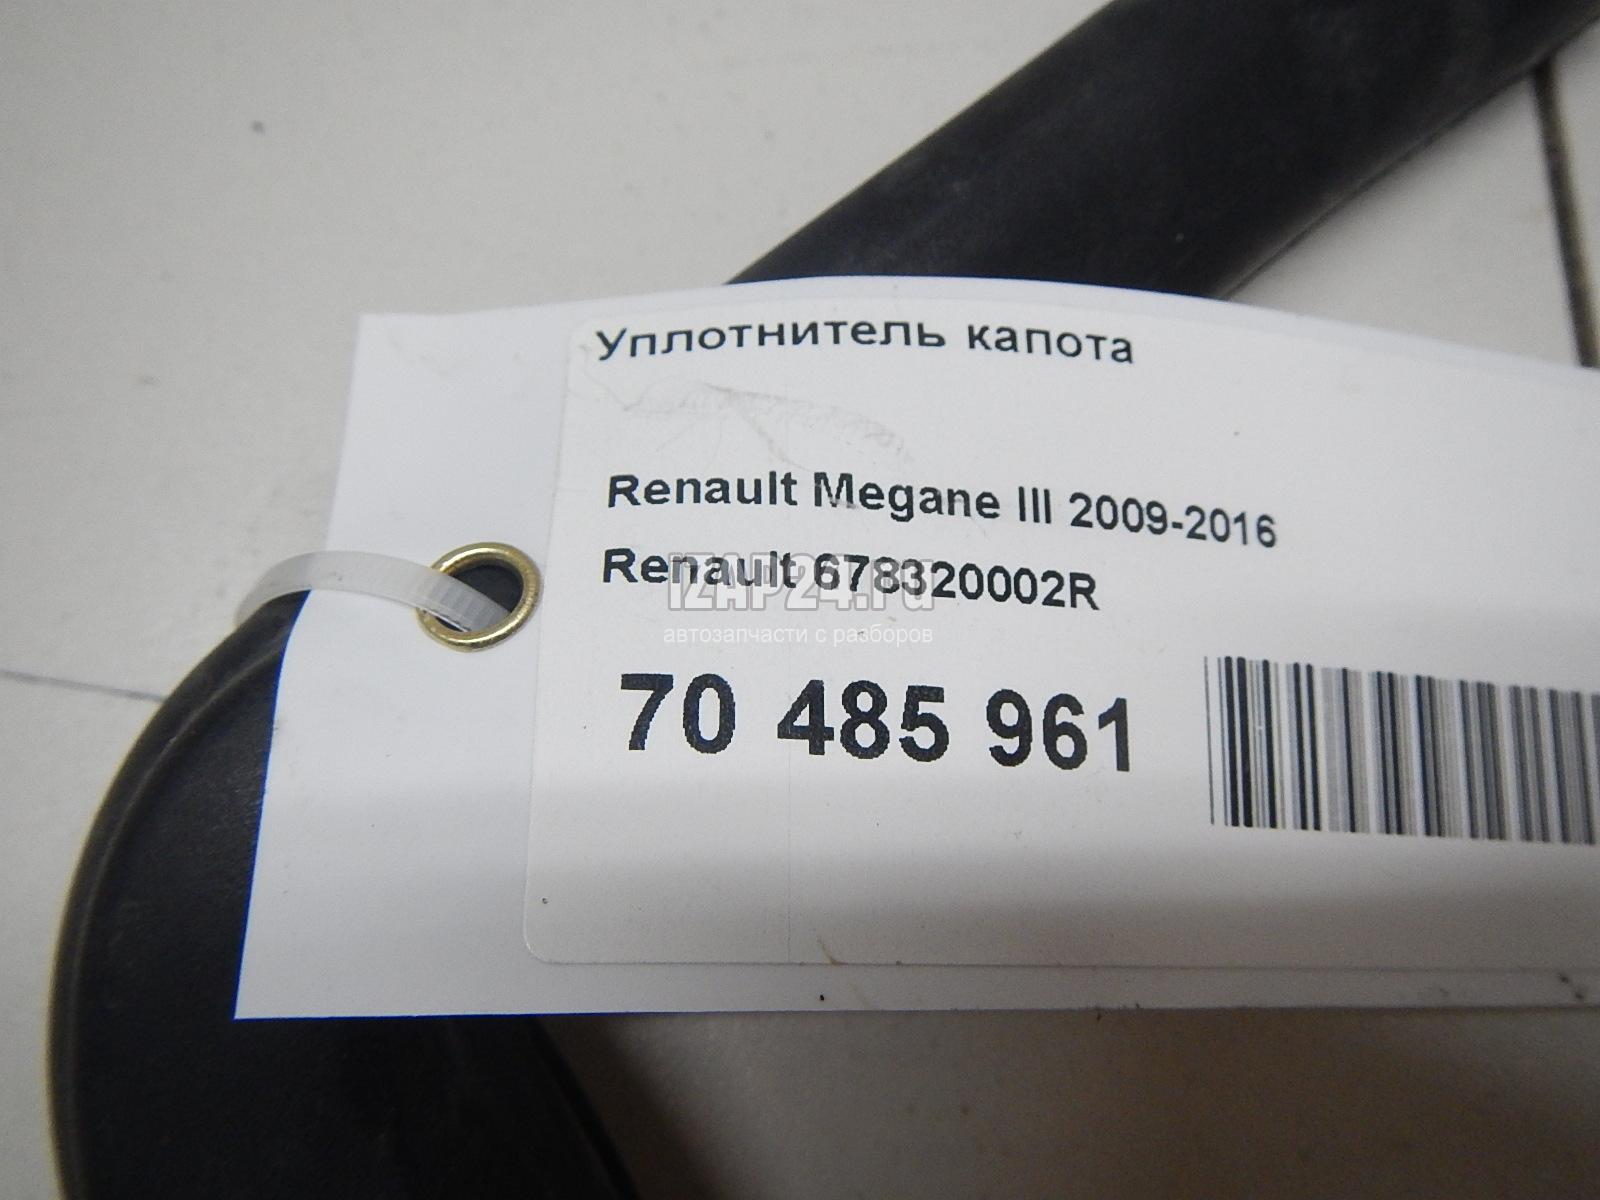 Уплотнитель капота
Renault Megane III 2009-2016
Renault 678320002R
iZAP24.ru
автозапчасти с разборов
70 485 961